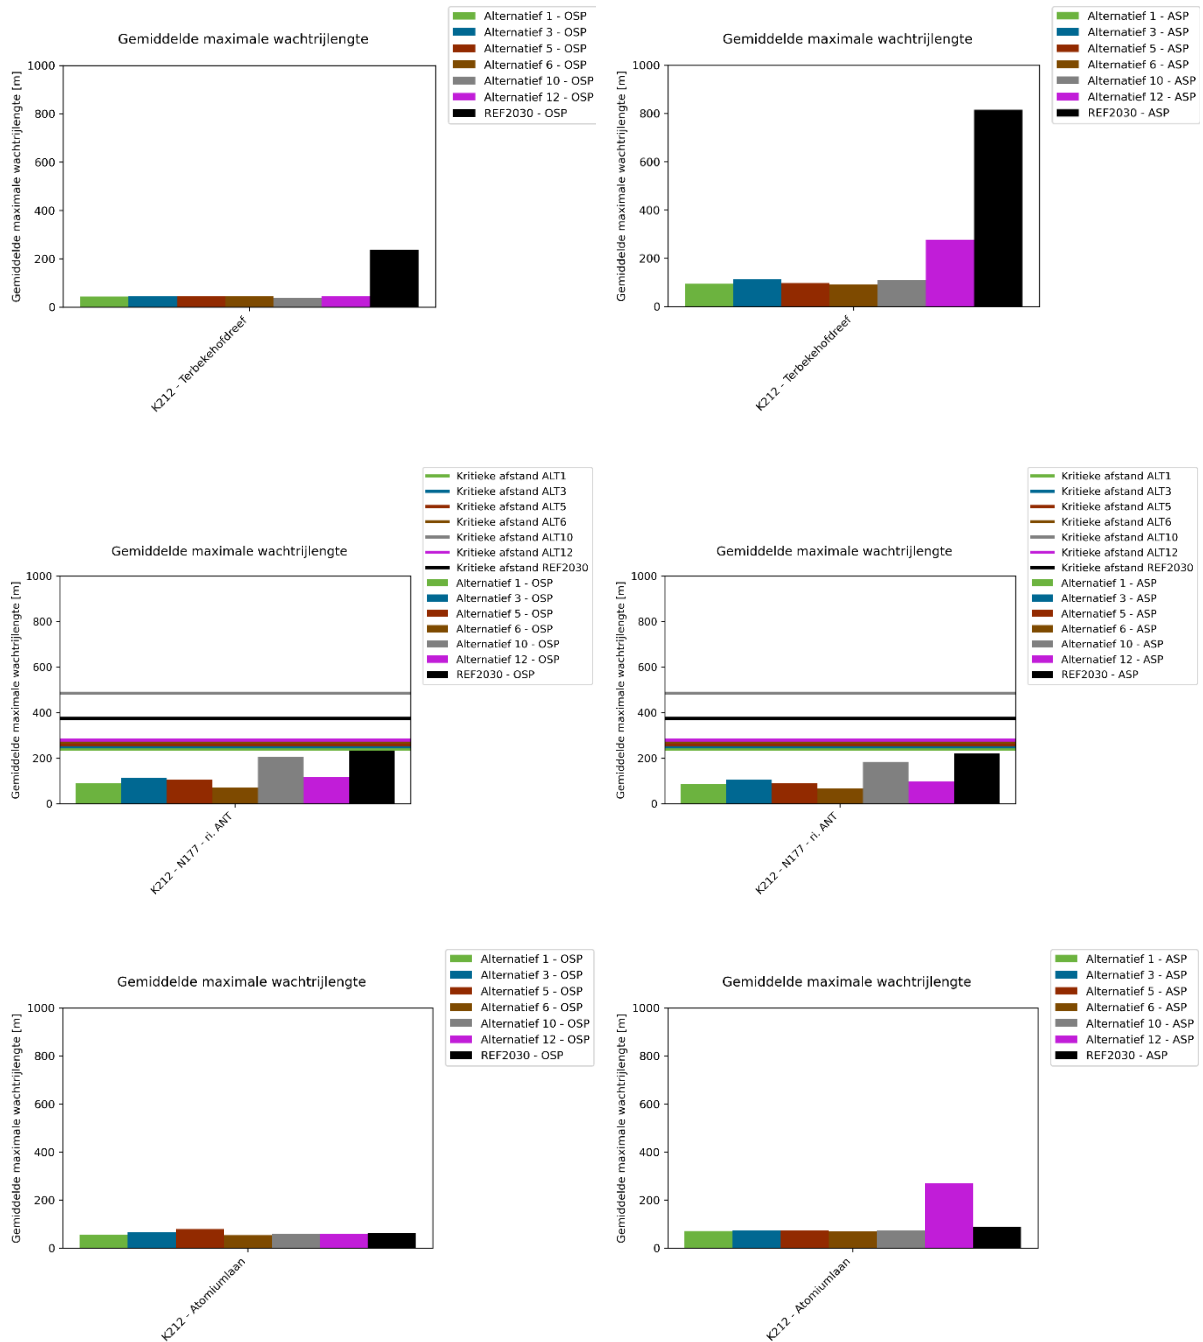 Alternatief 1 - OSP
Alternatief 3 - OSP
Alternatief 5 - OSP
Alternatief 6 - OSP
Alternatief 10 - OSP
Alternatief 12 - OSP
REF2030 - OSP
Gemiddelde maximale wachtrijlengte
Gemiddelde maximale wachtrijlengte [m]
1000
800
600
400
200
0
K212 - Terbekehofdreef
Alternatief 1 - ASP
Alternatief 3 - ASP
Alternatief 5 - ASP
Alternatief 6 - ASP
Alternatief 10 - ASP
Alternatief 12 - ASP
REF2030 - ASP
Gemiddelde maximale wachtrijlengte
Gemiddelde maximale wachtrijlengte [m]
1000
800
600
400
200
0
K212 - Terbekehofdreef
Kritieke afstand ALT1
Kritieke afstand ALT3
Kritieke afstand ALT5
Kritieke afstand ALT6
Kritieke afstand ALT10
Kritieke afstand ALT12
Kritieke afstand REF2030
Alternatief 1 - OSP
Alternatief 3 - OSP
Alternatief 5 - OSP
Alternatief 6 - OSP
Alternatief 10 - OSP
Alternatief 12 - OSP
REF2030 - OSP
Gemiddelde maximale wachtrijlengte
Gemiddelde maximale wachtrijlengte [m]
1000
800
600
400
200
0
K212 - N177 - ri. ANT
Kritieke afstand ALT1
Kritieke afstand ALT3
Kritieke afstand ALT5
Kritieke afstand ALT6
Kritieke afstand ALT10
Kritieke afstand ALT12
Kritieke afstand REF2030
Alternatief 1 - ASP
Alternatief 3 - ASP
Alternatief 5 - ASP
Alternatief 6 - ASP
Alternatief 10 - ASP
Alternatief 12 - ASP
REF2030 - ASP
Gemiddelde maximale wachtrijlengte
Gemiddelde maximale wachtrijlengte [m]
1000
800
600
400
200
0
K212 - N177 - ri. ANT
Alternatief 1 - OSP
Alternatief 3 - OSP
Alternatief 5 - OSP
Alternatief 6 - OSP
Alternatief 10 - OSP
Alternatief 12 - OSP
REF2030 - OSP
Gemiddelde maximale wachtrijlengte
Gemiddelde maximale wachtrijlengte [m]
1000
800
600
400
200
0
K212 - Atomiumlaan
Alternatief 1 - ASP
Alternatief 3 - ASP
Alternatief 5 - ASP
Alternatief 6 - ASP
Alternatief 10 - ASP
Alternatief 12 - ASP
REF2030 - ASP
Gemiddelde maximale wachtrijlengte
Gemiddelde maximale wachtrijlengte [m]
1000
800
600
400
200
0
K212 - Atomiumlaan